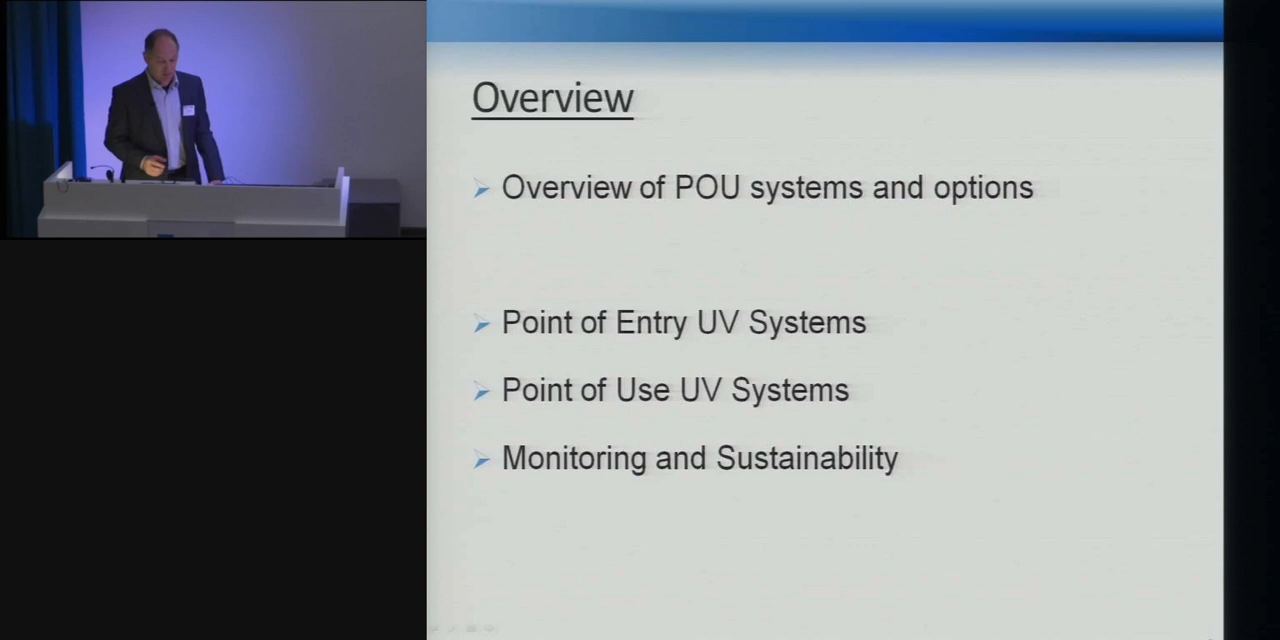 Overview
Overview of POU systems and options
Point of Entry UV Systems
Point of Use UV Systems
Monitoring and Sustainability